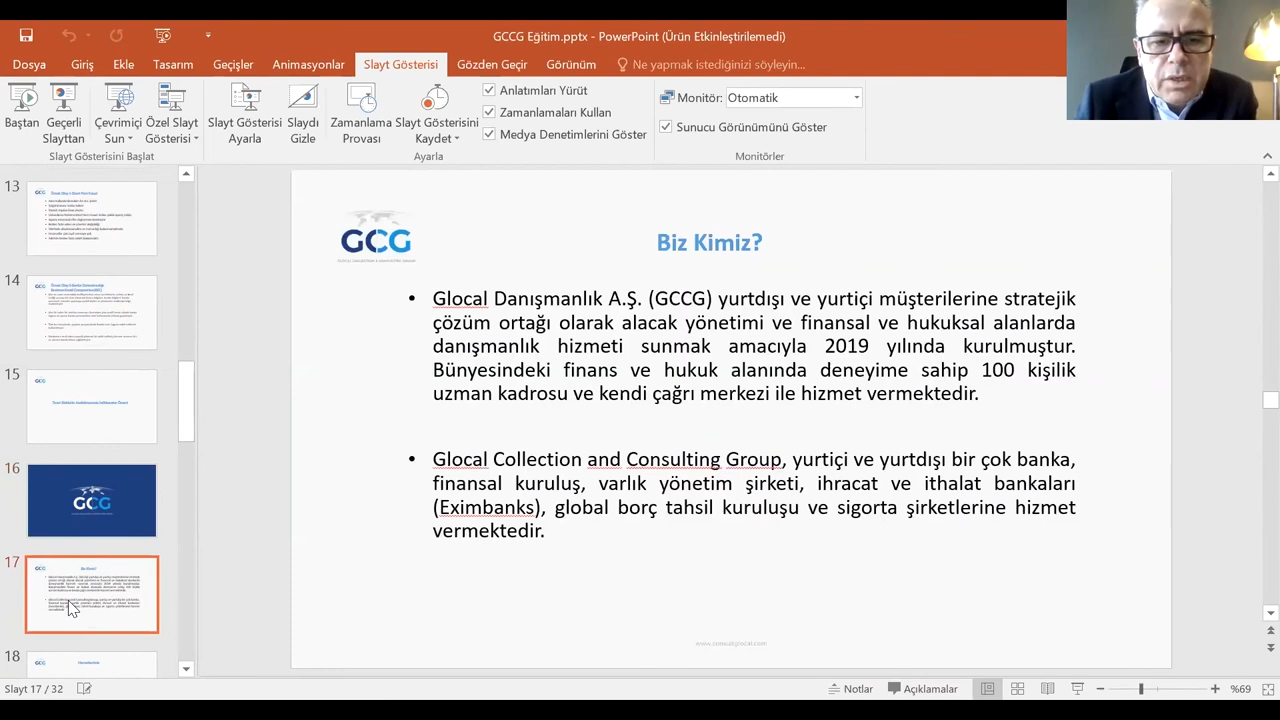 GCCG Eğitim.pptx - PowerPoint (Ürün Etkinleştirilemedi)
Dosya Giriş Ekle Tasarım Geçişler Animasyonlar Slayt Gösterisi Gözden Geçir Görünüm Ne yapmak istediğinizi söyleyin...
Baştan
Geçerli Slayttan
Çevrimiçi Sun
Özel Slayt Gösterisi
Slayt Gösterisi Ayarla
Slaydı Gizle
Zamanlama Provası
Slayt Gösterisini Kaydet
Anlatımları Yürüt
Zamanlamaları Kullan
Medya Denetimlerini Göster
Monitör: Otomatik
Sunucu Görünümünü Göster
Slayt Gösterisini Başlat
Ayarla
Monitörler
13
14
15
16
GCG
17
Biz Kimiz?
18
GCG
Biz Kimiz?
• Glocal Danışmanlık A.Ş. (GCCG) yurtdışı ve yurtiçi müşterilerine stratejik
çözüm ortağı olarak alacak yönetimi ve finansal ve hukuksal alanlarda
danışmanlık hizmeti sunmak amacıyla 2019 yılında kurulmuştur.
Bünyesindeki finans ve hukuk alanında deneyime sahip 100 kişilik
uzman kadrosu ve kendi çağrı merkezi ile hizmet vermektedir.
• Glocal Collection and Consulting Group, yurtiçi ve yurtdışı bir çok banka,
finansal kuruluş, varlık yönetim şirketi, ihracat ve ithalat bankaları
(Eximbanks), global borç tahsil kuruluşu ve sigorta şirketlerine hizmet
vermektedir.
www.consultglocal.com
Slayt 17 / 32
Notlar Açıklamalar %69